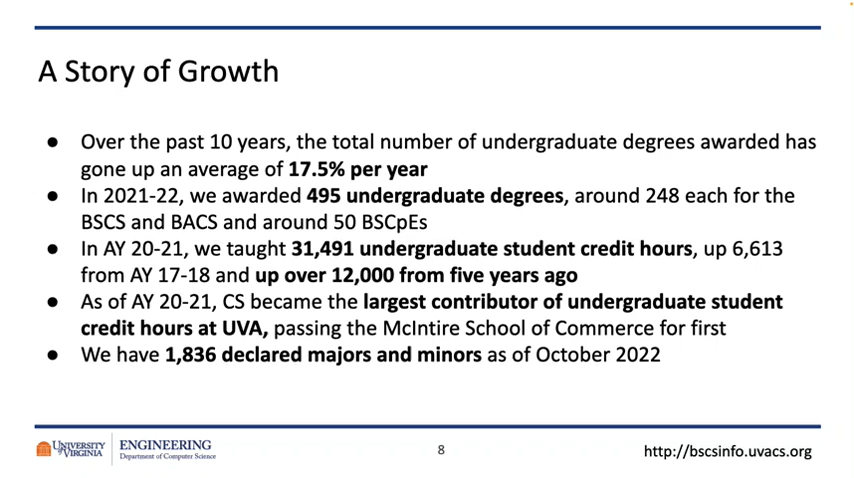 A Story of Growth
● Over the past 10 years, the total number of undergraduate degrees awarded has
gone up an average of 17.5% per year
● In 2021-22, we awarded 495 undergraduate degrees, around 248 each for the
BSCS and BACS and around 50 BSCpEs
● In AY 20-21, we taught 31,491 undergraduate student credit hours, up 6,613
from AY 17-18 and up over 12,000 from five years ago
● As of AY 20-21, CS became the largest contributor of undergraduate student
credit hours at UVA, passing the McIntire School of Commerce for first
● We have 1,836 declared majors and minors as of October 2022
UNIVERSITY
of VIRGINIA
ENGINEERING
Department of Computer Science
8
http://bscsinfo.uvacs.org